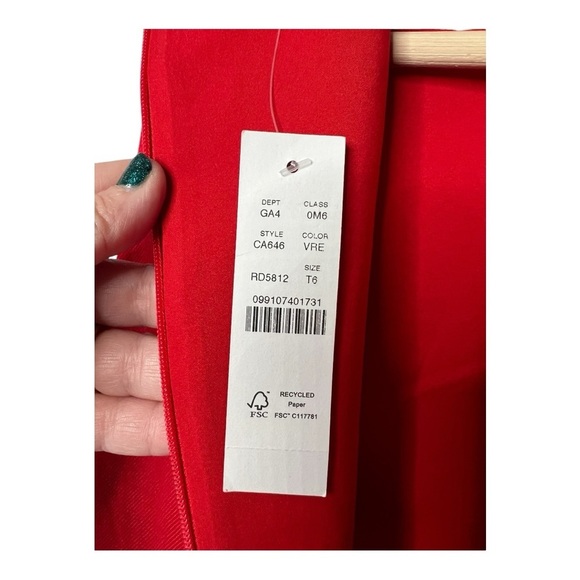 DEPT CLASS
GA4 0M6
STYLE COLOR
CA646 VRE
SIZE
RD5812 T6
099107401731
RECYCLED
Paper
FSC FSC® C117781